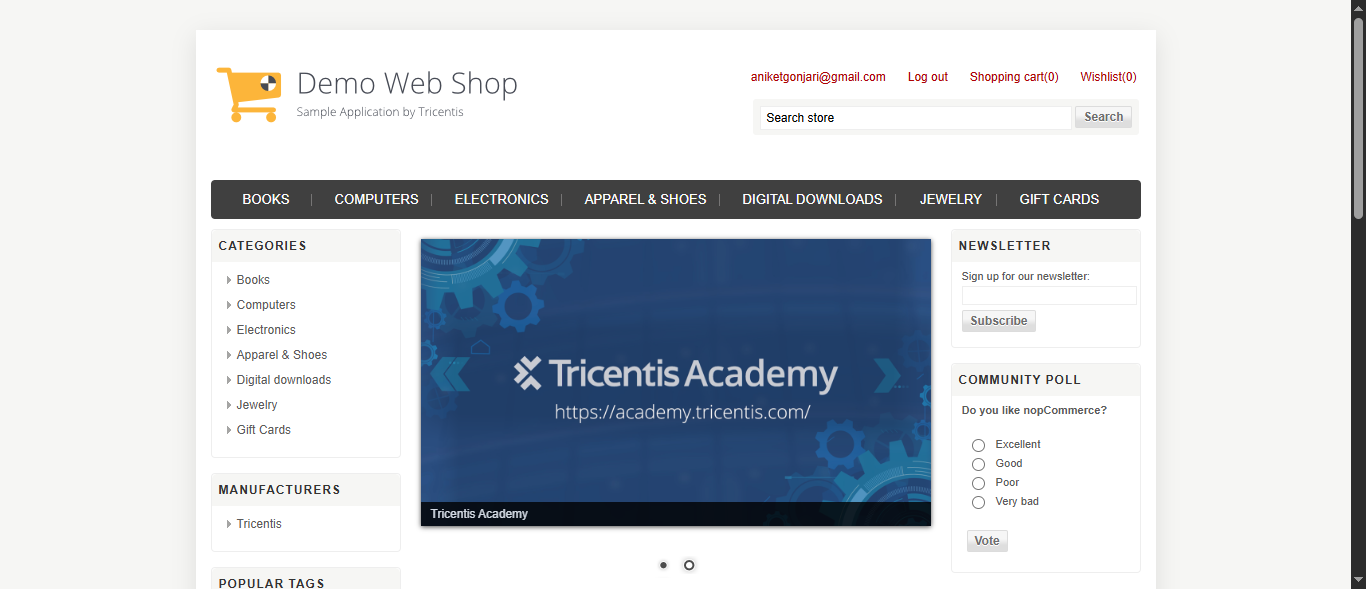 Demo Web Shop
Sample Application by Tricentis
aniketgonjari@gmail.com Log out Shopping cart(0) Wishlist(0)
Search store Search
BOOKS COMPUTERS ELECTRONICS APPAREL & SHOES DIGITAL DOWNLOADS JEWELRY GIFT CARDS
CATEGORIES
Books
Computers
Electronics
Apparel & Shoes
Digital downloads
Jewelry
Gift Cards
MANUFACTURERS
Tricentis
POPULAR TAGS
Tricentis Academy
https://academy.tricentis.com/
Tricentis Academy
NEWSLETTER
Sign up for our newsletter:
Subscribe
COMMUNITY POLL
Do you like nopCommerce?
Excellent
Good
Poor
Very bad
Vote